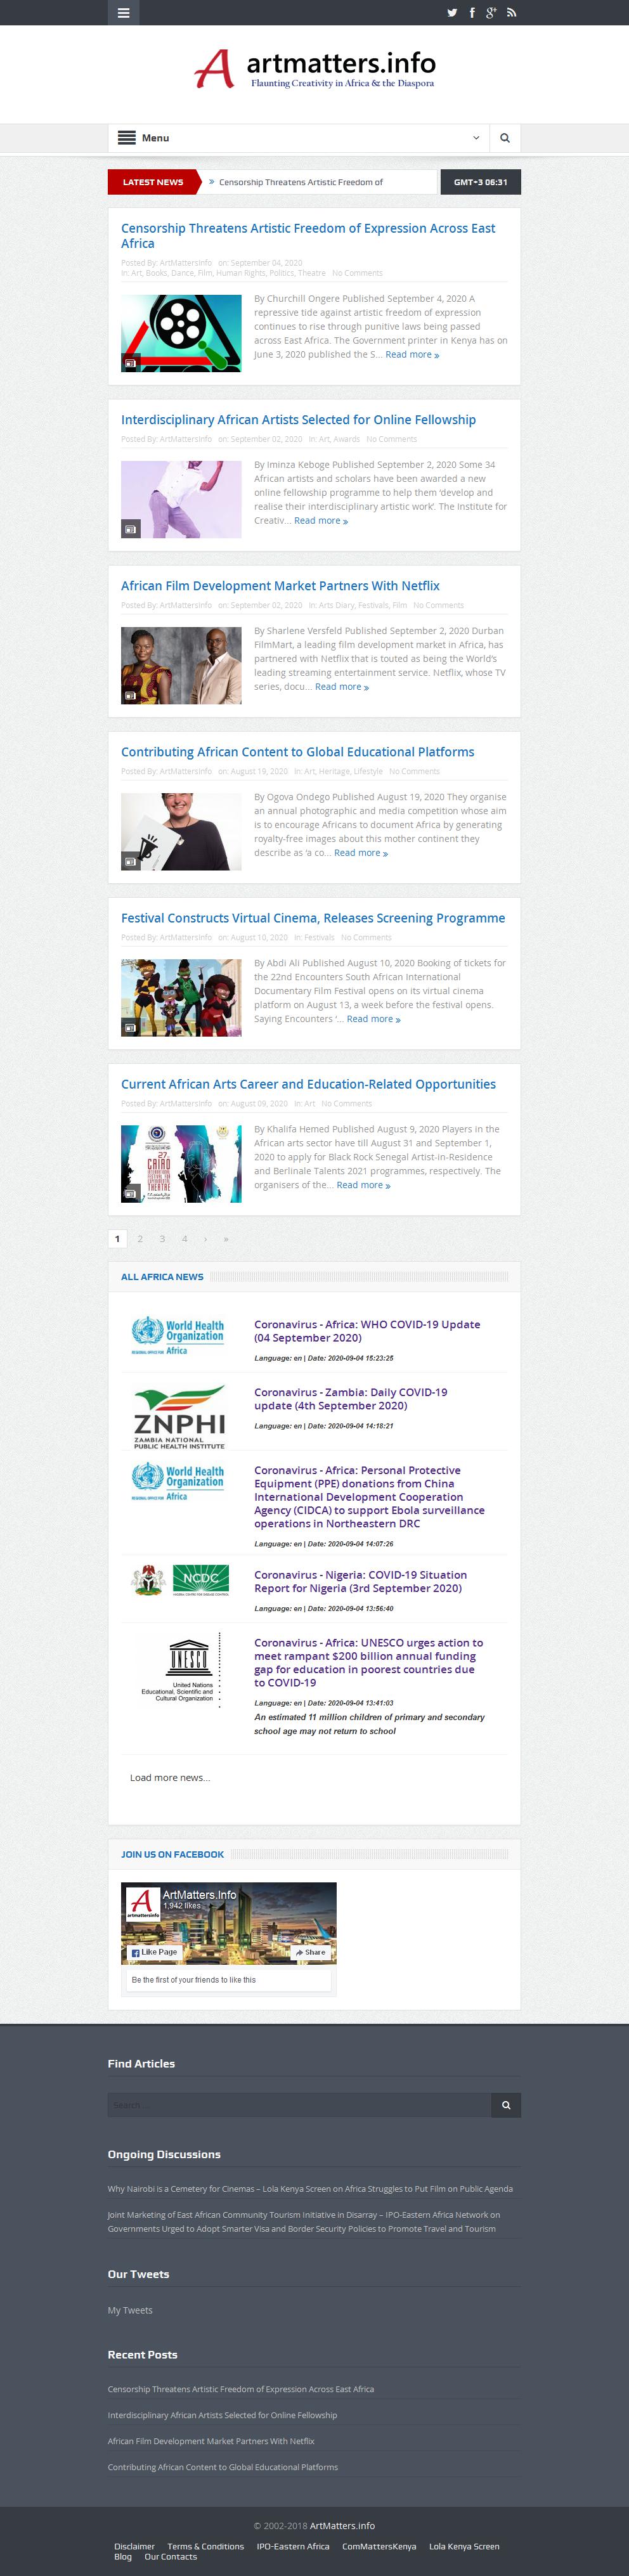 artmatters.info
Flaunting Creativity in Africa & the Diaspora
Menu
LATEST NEWS
» Censorship Threatens Artistic Freedom of
GMT+3 06:31
Censorship Threatens Artistic Freedom of Expression Across East
Africa
Posted By: ArtMattersInfo on: September 04, 2020
In: Art, Books, Dance, Film, Human Rights, Politics, Theatre No Comments
By Churchill Ongere Published September 4, 2020 A
repressive tide against artistic freedom of expression
continues to rise through prunitive laws being passed
across East Africa. The Government printer in Kenya has on
June 3, 2020 published the S... Read more »
Interdisciplinary African Artists Selected for Online Fellowship
Posted By: ArtMattersInfo on: September 02, 2020 In: Art, Awards No Comments
By Iminza Keboge Published September 2, 2020 Some 34
African artists and scholars have been awarded a new
online fellowship programme to help them 'develop and
realise their interdisciplinary artistic work'. The Institute for
Creativ... Read more »
African Film Development Market Partners With Netflix
Posted By: ArtMattersInfo on: September 02, 2020 In: Arts Diary, Festivals, Film No Comments
By Sharlene Versfeld Published September 2, 2020 Durban
FilmMart, a leading film development market in Africa, has
partnered with Netflix that is touted as being the World's
leading streaming entertainment service. Netflix, whose TV
series, docu... Read more »
Contributing African Content to Global Educational Platforms
Posted By: ArtMattersInfo on: August 19, 2020 In: Art, Heritage, Lifestyle No Comments
By Ogova Ondego Published August 19, 2020 They organise
an annual photographic and media competition whose aim
is to encourage Africans to document Africa by generating
royalty-free images about this mother continent they
describe as 'a co... Read more »
Festival Constructs Virtual Cinema, Releases Screening Programme
Posted By: ArtMattersInfo on: August 10, 2020 In: Festivals No Comments
By Abdi Ali Published August 10, 2020 Booking of tickets for
the 22nd Encounters South African International
Documentary Film Festival opens on its virtual cinema
platform on August 13, a week before the festival opens.
Saying Encounters '... Read more »
Current African Arts Career and Education-Related Opportunities
Posted By: ArtMattersInfo on: August 09, 2020 In: Art No Comments
27
CAIRO
By Khalifa Hemed Published August 9, 2020 Players in the
African arts sector have till August 31 and September 1,
2020 to apply for Black Rock Senegal Artist-in-Residence
and Berlinale Talents 2021 programmes, respectively. The
organisers of the... Read more »
1 2 3 4 › »
ALL AFRICA NEWS
World Health
Organization
REGIONAL OFFICE FOR Africa
Coronavirus - Africa: WHO COVID-19 Update
(04 September 2020)
Language: en | Date: 2020-09-04 15:23:25
ZNPHI
ZAMBIA NATIONAL
PUBLIC HEALTH INSTITUTE
Coronavirus - Zambia: Daily COVID-19
update (4th September 2020)
Language: en | Date: 2020-09-04 14:18:21
World Health
Organization
REGIONAL OFFICE FOR Africa
Coronavirus - Africa: Personal Protective
Equipment (PPE) donations from China
International Development Cooperation
Agency (CIDCA) to support Ebola surveillance
operations in Northeastern DRC
Language: en | Date: 2020-09-04 14:07:26
NCDC
Coronavirus - Nigeria: COVID-19 Situation
Report for Nigeria (3rd September 2020)
Language: en | Date: 2020-09-04 13:56:40
UNESCO
United Nations
Educational, Scientific and
Cultural Organization
Coronavirus - Africa: UNESCO urges action to
meet rampant $200 billion annual funding
gap for education in poorest countries due
to COVID-19
Language: en | Date: 2020-09-04 13:41:03
An estimated 11 million children of primary and secondary
school age may not return to school
Load more news...
JOIN US ON FACEBOOK
artmattersinfo
ArtMatters.Info
1,942 likes
Like Page
Share
Be the first of your friends to like this
Find Articles
Search ...
Ongoing Discussions
Why Nairobi is a Cemetery for Cinemas – Lola Kenya Screen on Africa Struggles to Put Film on Public Agenda
Joint Marketing of East African Community Tourism Initiative in Disarray – IPO-Eastern Africa Network on
Governments Urged to Adopt Smarter Visa and Border Security Policies to Promote Travel and Tourism
Our Tweets
My Tweets
Recent Posts
Censorship Threatens Artistic Freedom of Expression Across East Africa
Interdisciplinary African Artists Selected for Online Fellowship
African Film Development Market Partners With Netflix
Contributing African Content to Global Educational Platforms
© 2002-2018 ArtMatters.info
Disclaimer Terms & Conditions IPO-Eastern Africa ComMattersKenya Lola Kenya Screen
Blog Our Contacts